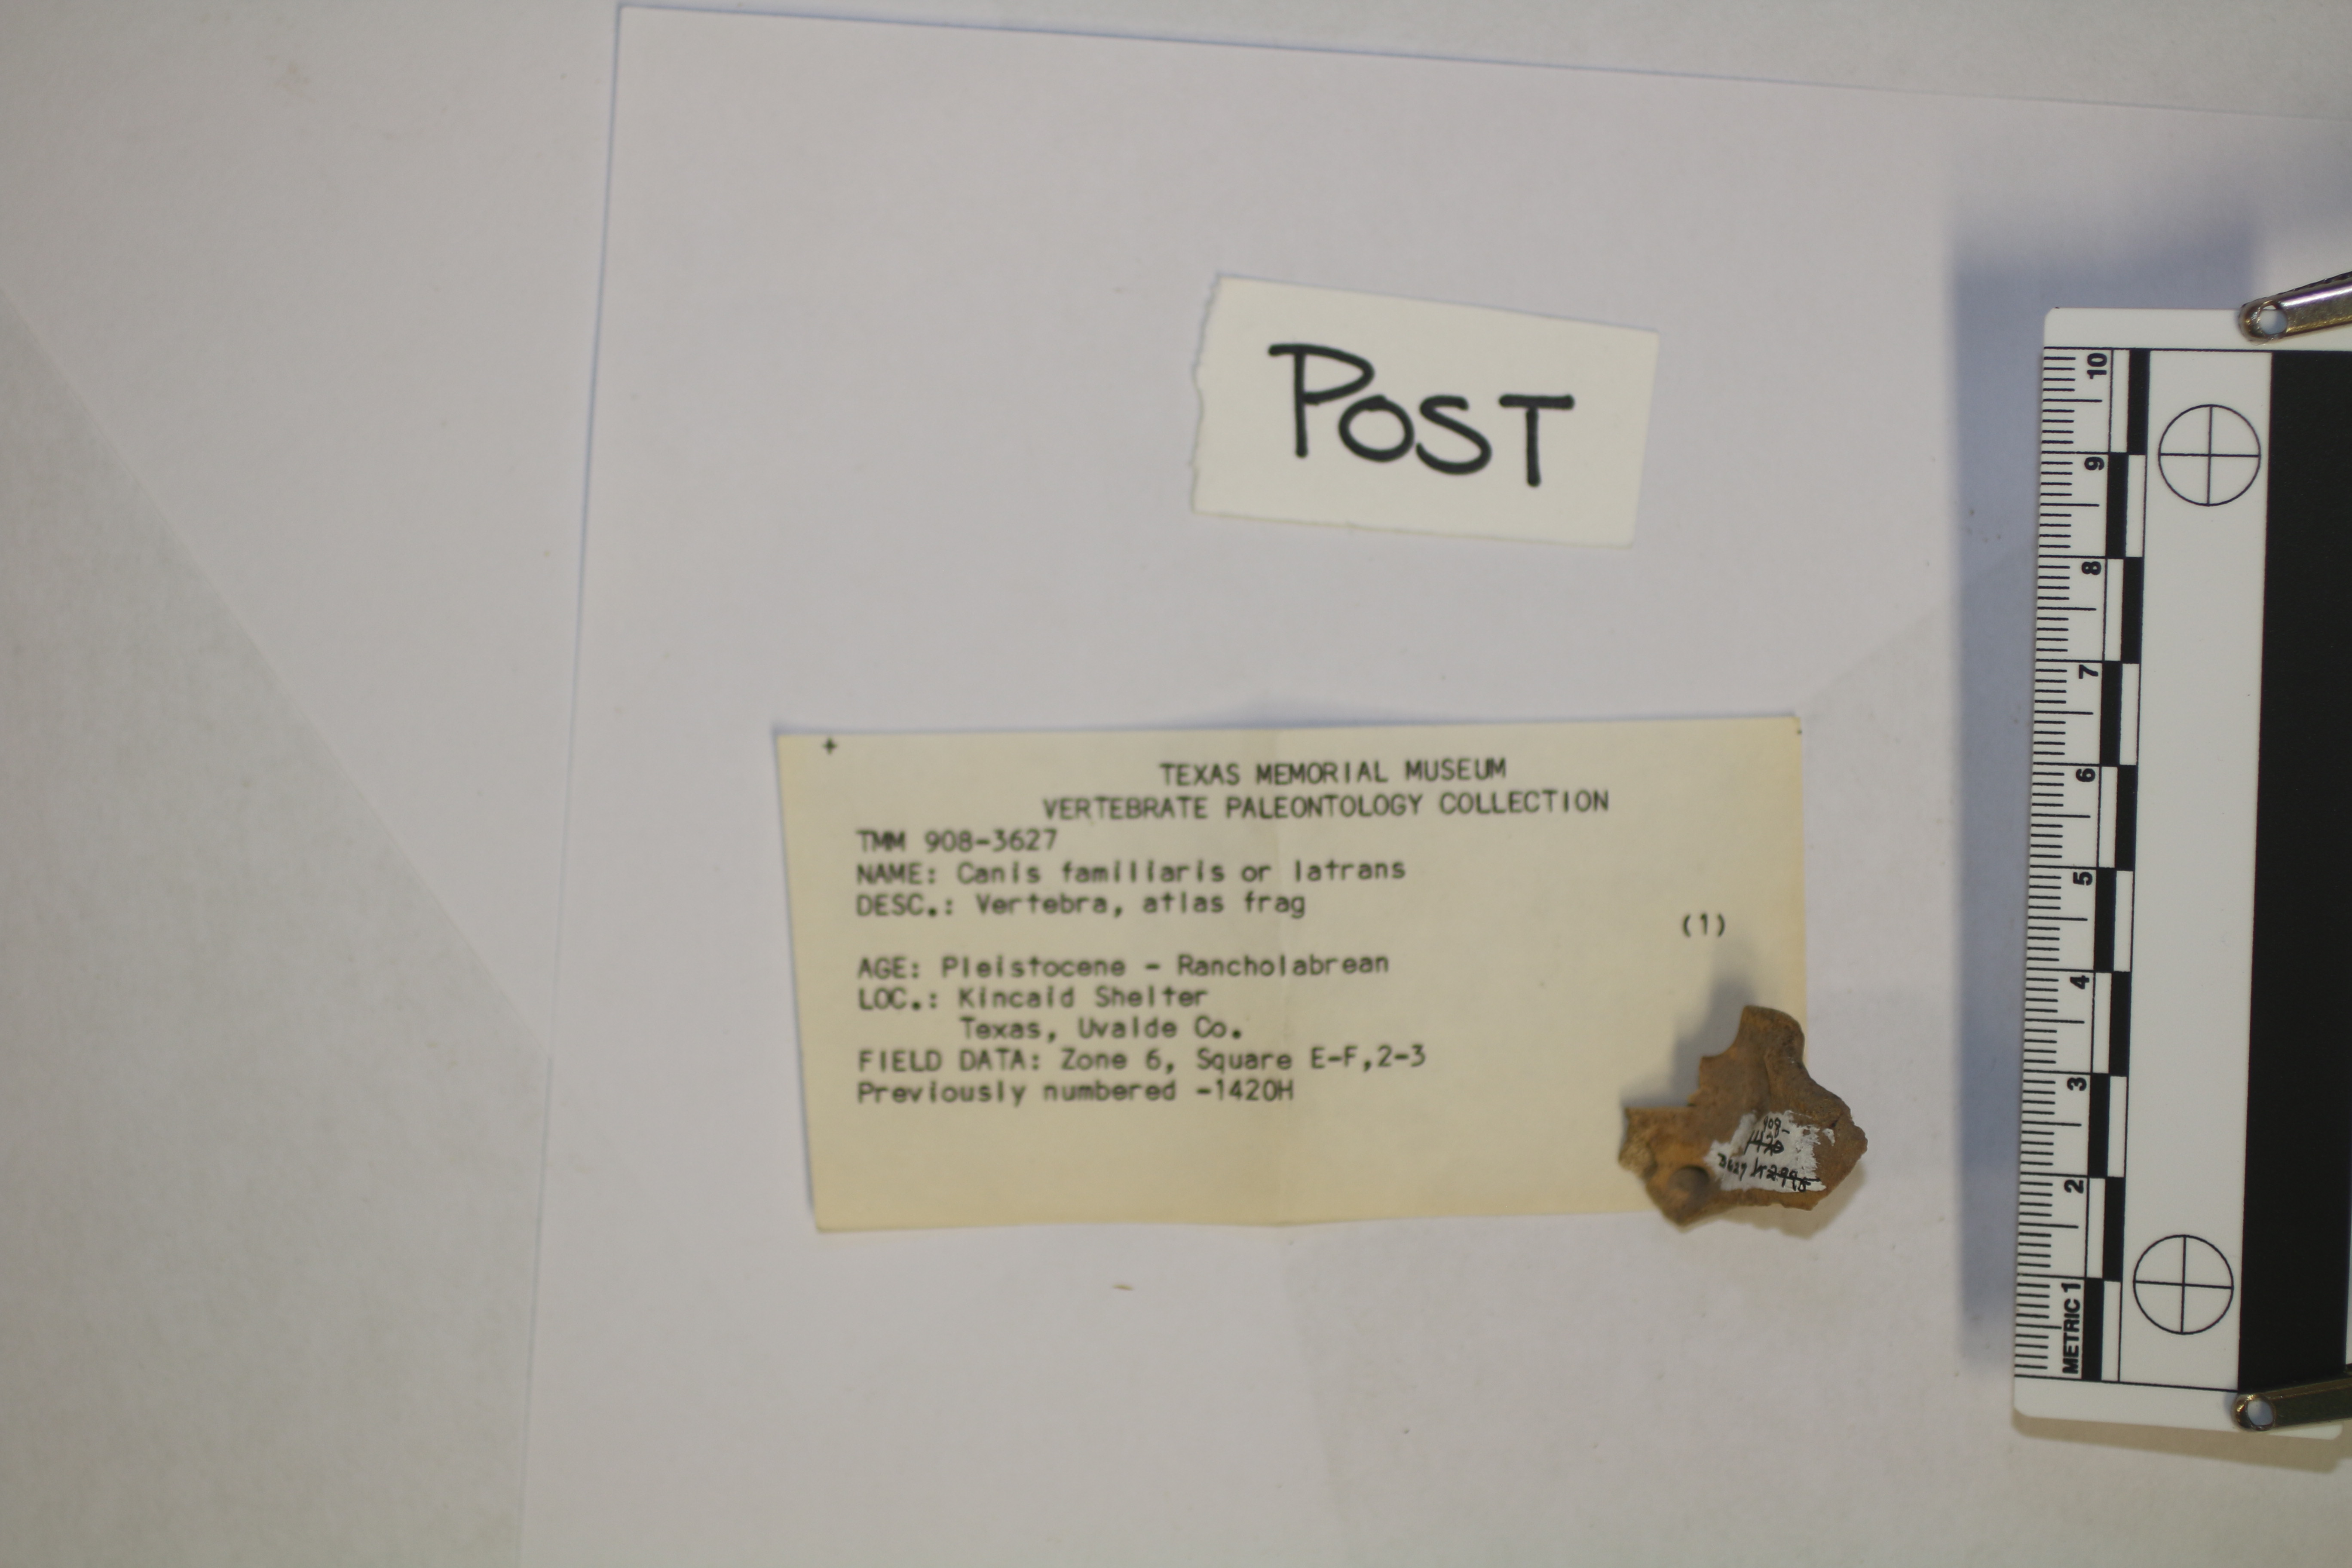 +
TEXAS MEMORIAL MUSEUM
VERTEBRATE PALEONTOLOGY COLLECTION
TMM 908-3627
NAME: Canis familiaris or latrans
DESC.: Vertebra, atlas frag
(1)
AGE: Pleistocene - Rancholabrean
LOC.: Kincaid Shelter
Texas, Uvalde Co.
FIELD DATA: Zone 6, Square E-F,2-3
Previously numbered -1420H
POST
908-
3627
METRIC 1 2 3 4 5 6 7 8 9 10